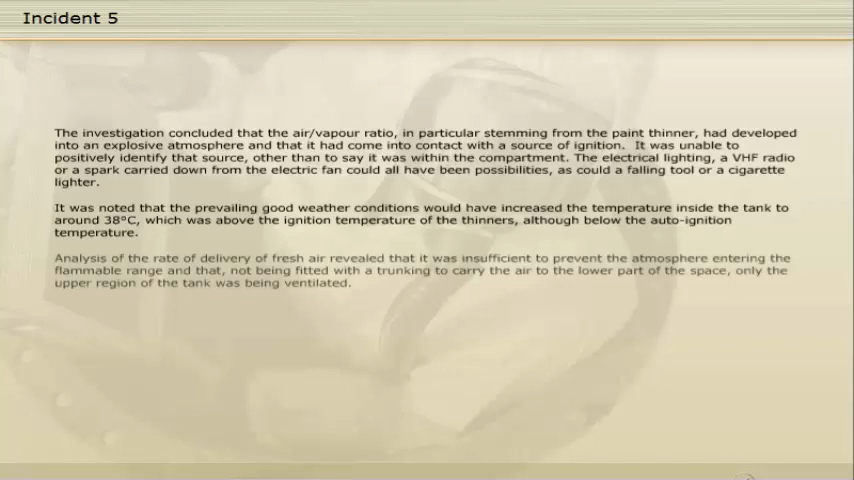 Incident 5
The investigation concluded that the air/vapour ratio, in particular stemming from the paint thinner, had developed
into an explosive atmosphere and that it had come into contact with a source of ignition.  It was unable to
positively identify that source, other than to say it was within the compartment. The electrical lighting, a VHF radio
or a spark carried down from the electric fan could all have been possibilities, as could a falling tool or a cigarette
lighter.
It was noted that the prevailing good weather conditions would have increased the temperature inside the tank to
around 38°C, which was above the ignition temperature of the thinners, although below the auto-ignition
temperature.
Analysis of the rate of delivery of fresh air revealed that it was insufficient to prevent the atmosphere entering the
flammable range and that, not being fitted with a trunking to carry the air to the lower part of the space, only the
upper region of the tank was being ventilated.